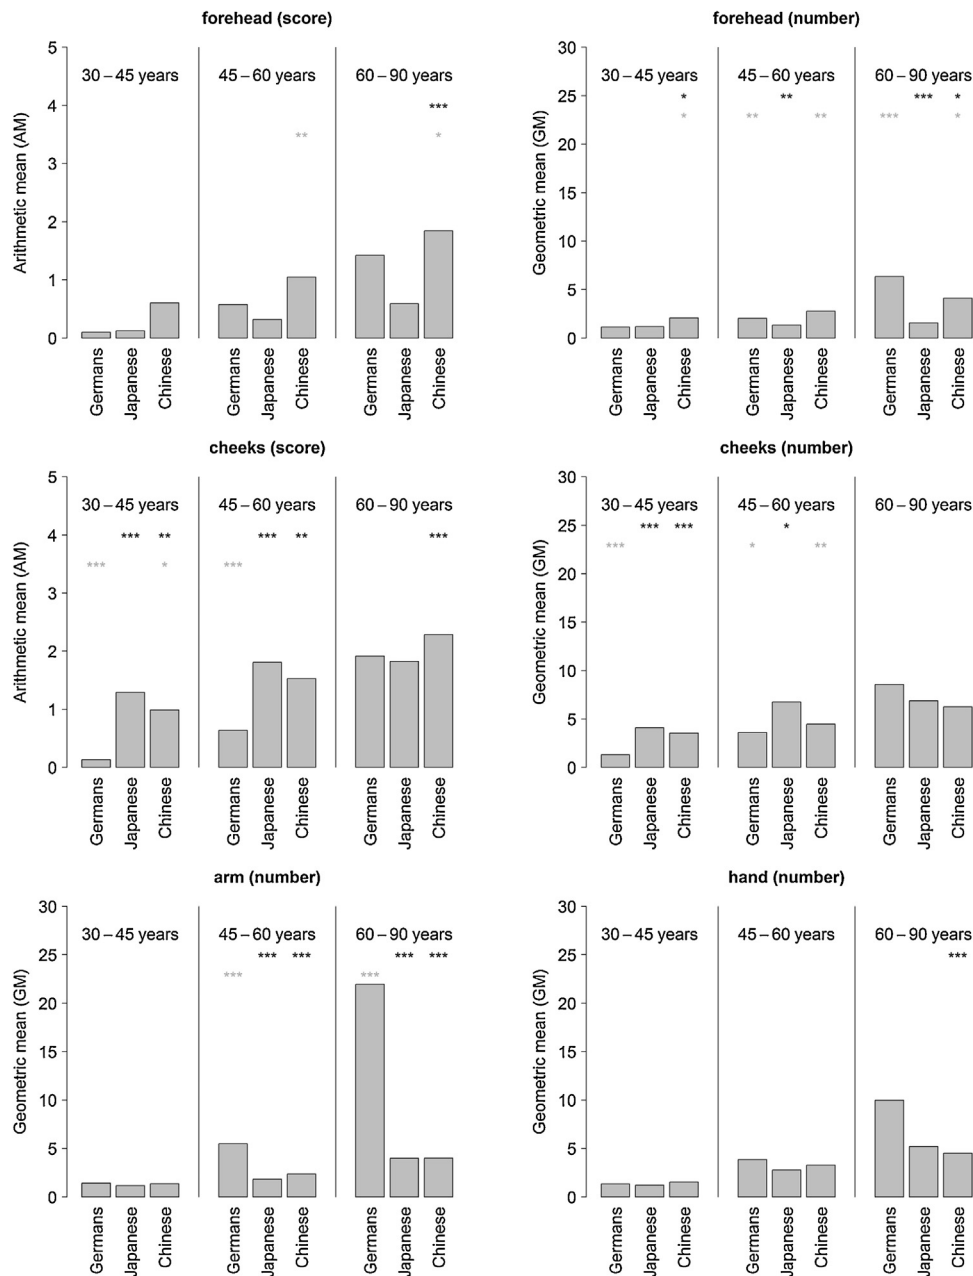 forehead (score)
Arithmetic mean (AM)
5
4
3
2
1
0
30 – 45 years
45 – 60 years
60 – 90 years
***
** *
Germans Japanese Chinese Germans Japanese Chinese Germans Japanese Chinese
forehead (number)
Geometric mean (GM)
30
25
20
15
10
5
0
30 – 45 years
45 – 60 years
60 – 90 years
* ** *** *
* ** ** *** *
Germans Japanese Chinese Germans Japanese Chinese Germans Japanese Chinese
cheeks (score)
Arithmetic mean (AM)
5
4
3
2
1
0
30 – 45 years
45 – 60 years
60 – 90 years
*** ** *** ** ***
*** * ***
Germans Japanese Chinese Germans Japanese Chinese Germans Japanese Chinese
cheeks (number)
Geometric mean (GM)
30
25
20
15
10
5
0
30 – 45 years
45 – 60 years
60 – 90 years
*** *** *
*** * **
Germans Japanese Chinese Germans Japanese Chinese Germans Japanese Chinese
arm (number)
Geometric mean (GM)
30
25
20
15
10
5
0
30 – 45 years
45 – 60 years
60 – 90 years
*** *** *** ***
*** ***
Germans Japanese Chinese Germans Japanese Chinese Germans Japanese Chinese
hand (number)
Geometric mean (GM)
30
25
20
15
10
5
0
30 – 45 years
45 – 60 years
60 – 90 years
***
Germans Japanese Chinese Germans Japanese Chinese Germans Japanese Chinese